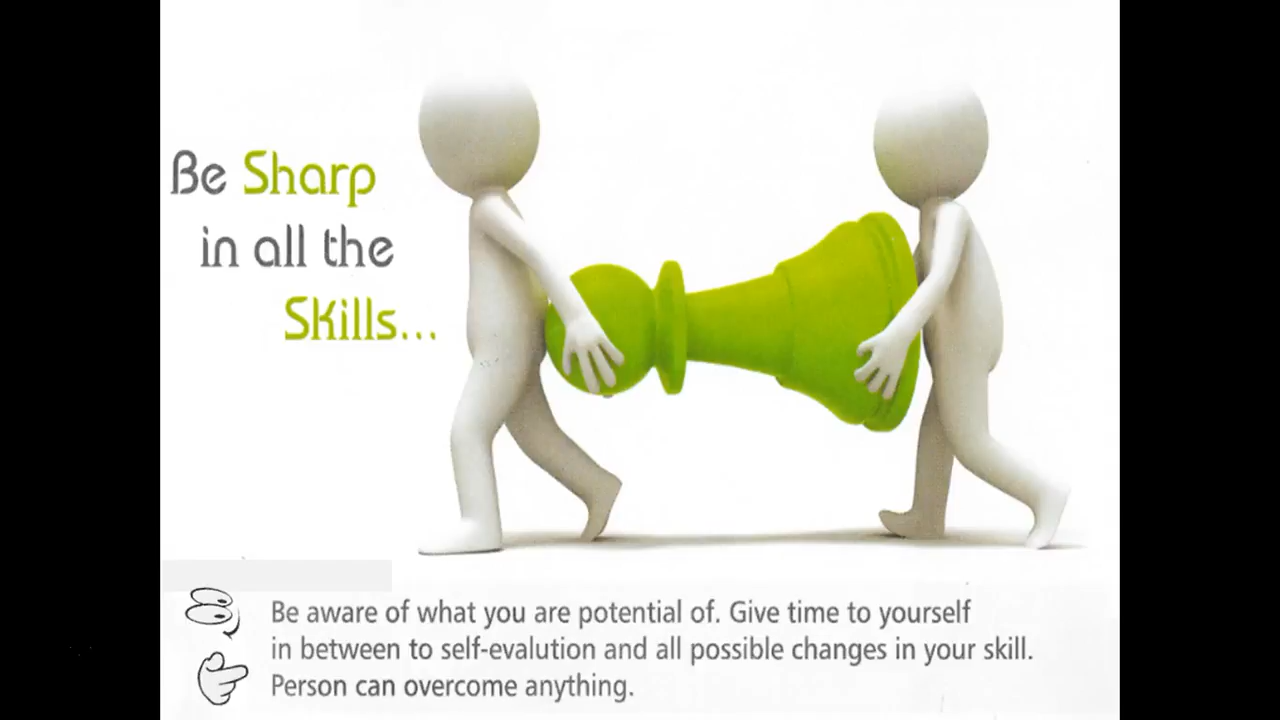 Be Sharp
in all the
Skills...
Be aware of what you are potential of. Give time to yourself
in between to self-evalution and all possible changes in your skill.
Person can overcome anything.